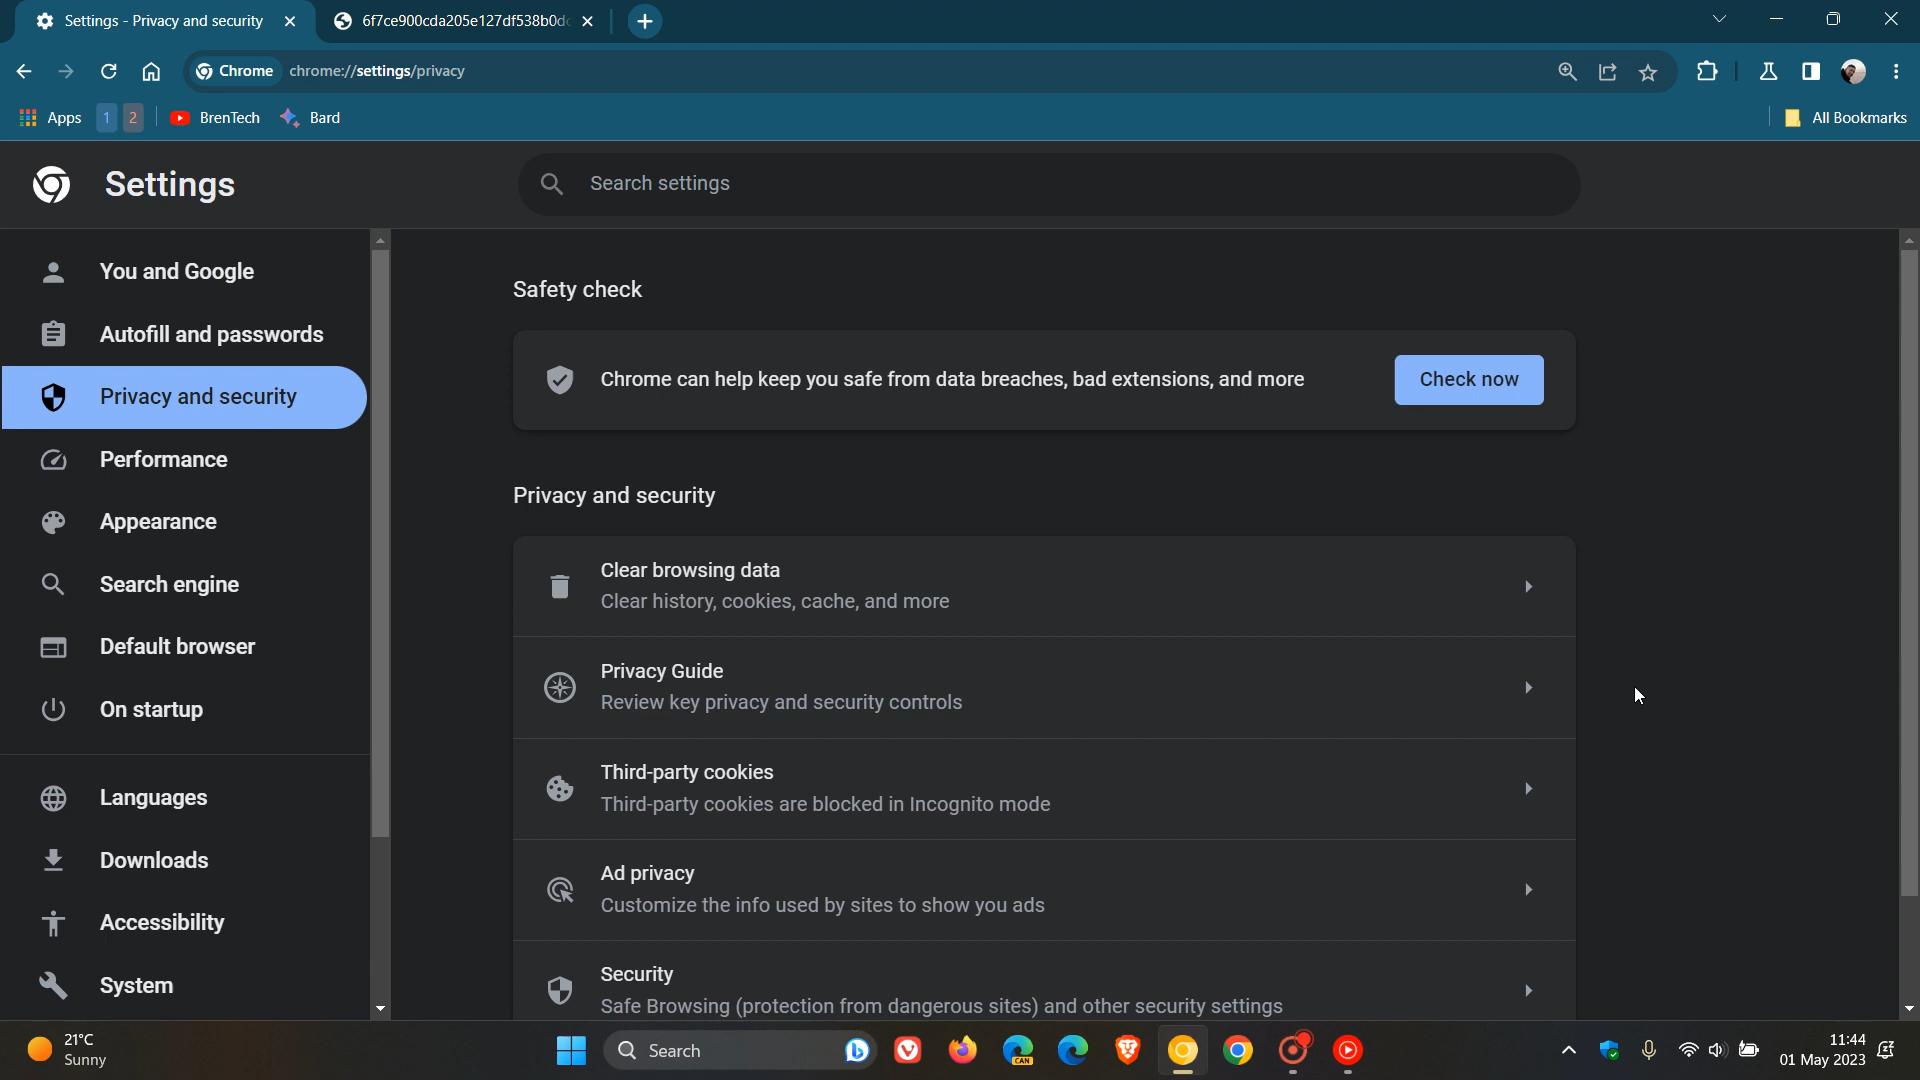 Settings - Privacy and security
6f7ce900cda205e127df538b0dc
Chrome
chrome://settings/privacy
Apps
1
2
BrenTech
Bard
All Bookmarks
Settings
Search settings
You and Google
Autofill and passwords
Privacy and security
Performance
Appearance
Search engine
Default browser
On startup
Languages
Downloads
Accessibility
System
Safety check
Chrome can help keep you safe from data breaches, bad extensions, and more
Check now
Privacy and security
Clear browsing data
Clear history, cookies, cache, and more
Privacy Guide
Review key privacy and security controls
Third-party cookies
Third-party cookies are blocked in Incognito mode
Ad privacy
Customize the info used by sites to show you ads
Security
Safe Browsing (protection from dangerous sites) and other security settings
21°C
Sunny
Search
CAN
11:44
01 May 2023